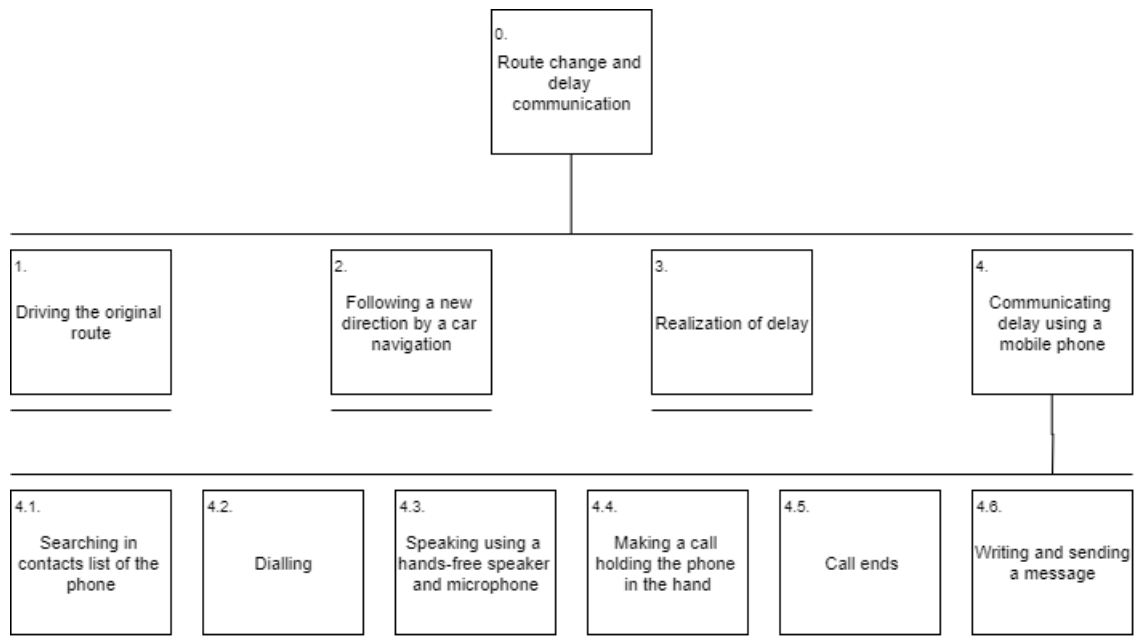 0.
Route change and
delay
communication
1.
Driving the original
route
2.
Following a new
direction by a car
navigation
3.
Realization of delay
4.
Communicating
delay using a
mobile phone
4.1.
Searching in
contacts list of the
phone
4.2.
Dialling
4.3.
Speaking using a
hands-free speaker
and microphone
4.4.
Making a call
holding the phone
in the hand
4.5.
Call ends
4.6.
Writing and sending
a message